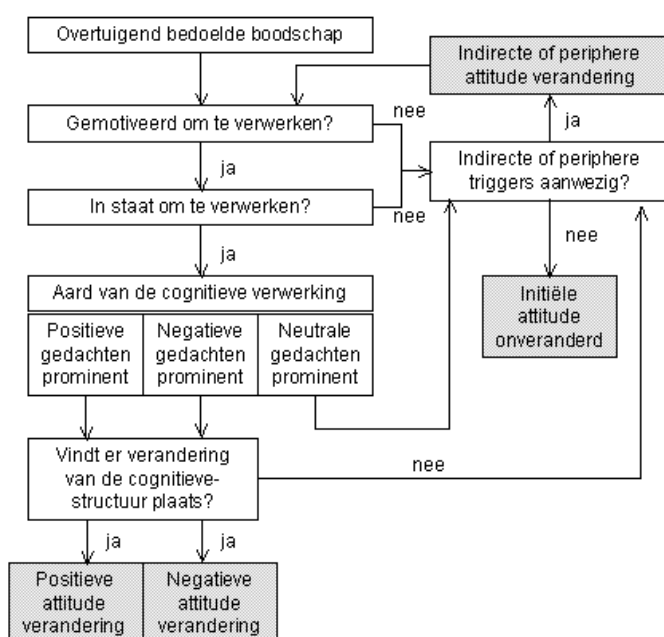 Overtuigend bedoelde boodschap
Indirecte of periphere
attitude verandering
nee
ja
Gemotiveerd om te verwerken?
Indirecte of periphere
triggers aanwezig?
ja
In staat om te verwerken?
nee
nee
ja
Aard van de cognitieve verwerking
Initiële
attitude
onveranderd
Positieve
gedachten
prominent
Negatieve
gedachten
prominent
Neutrale
gedachten
prominent
Vindt er verandering
van de cognitieve-
structuur plaats?
nee
ja
ja
Positieve
attitude
verandering
Negatieve
attitude
verandering